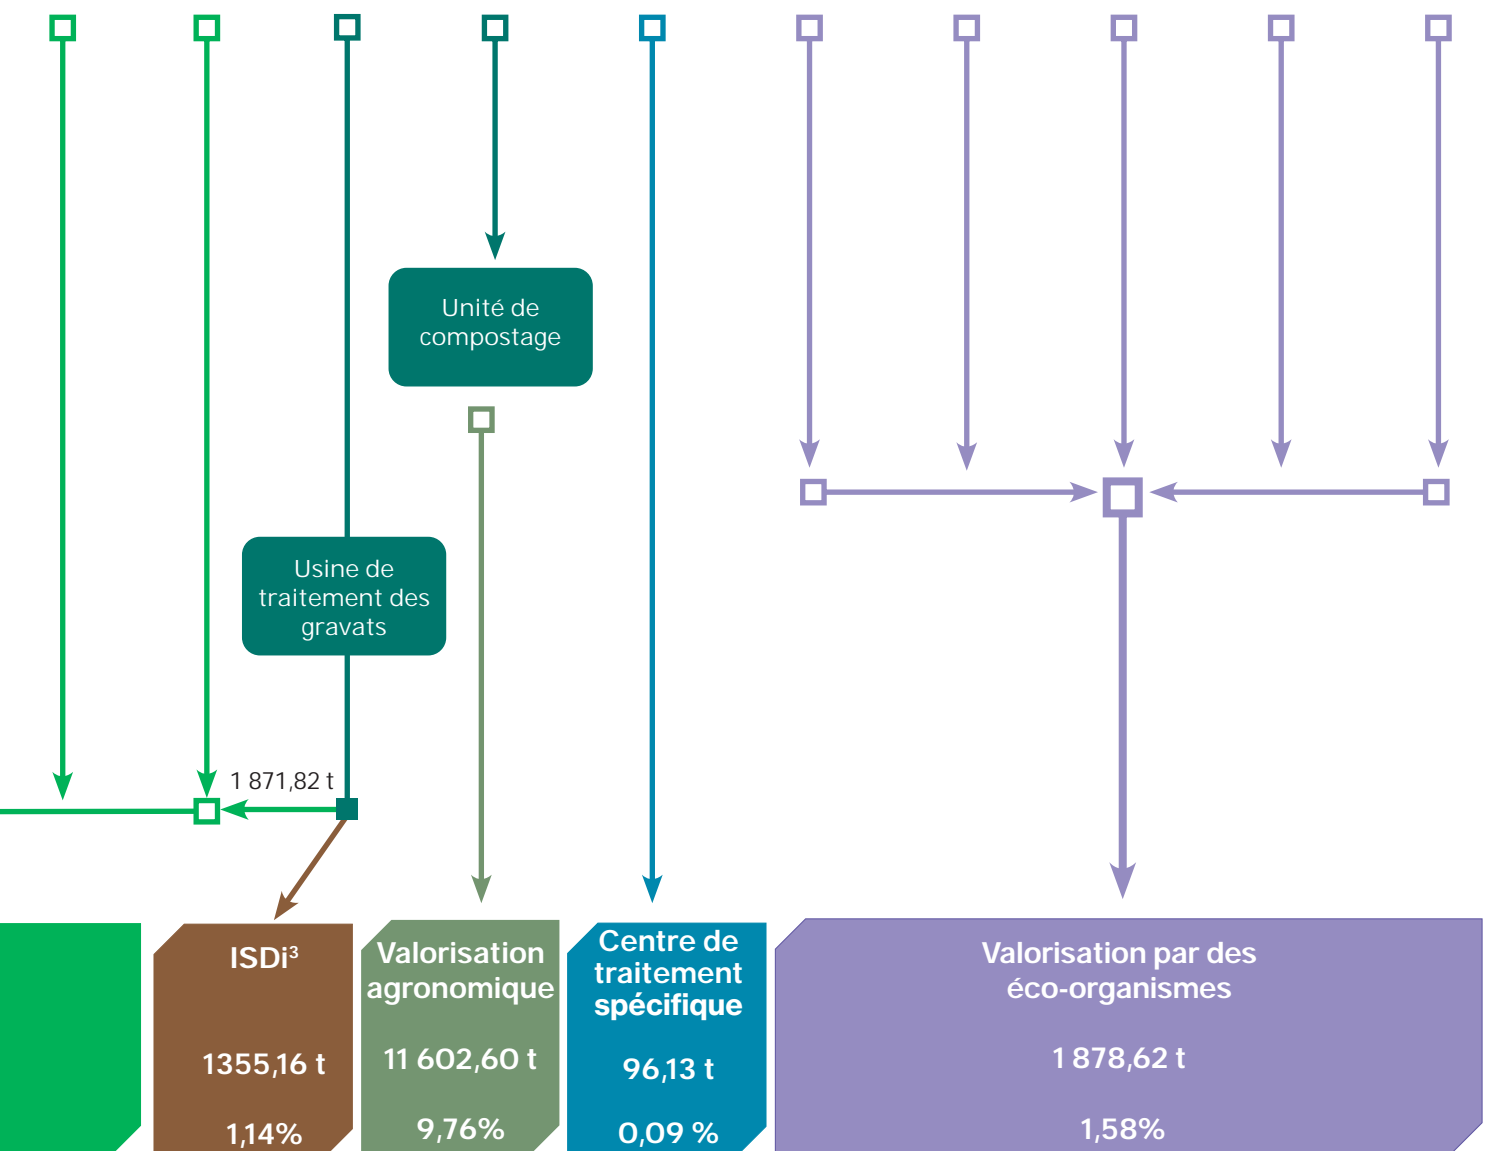 Unité de
compostage
Usine de
traitement des
gravats
1 871,82 t
ISDi³
1355,16 t
1,14%
Valorisation
agronomique
11 602,60 t
9,76%
Centre de
traitement
spécifique
96,13 t
0,09 %
Valorisation par des
éco-organismes
1 878,62 t
1,58%